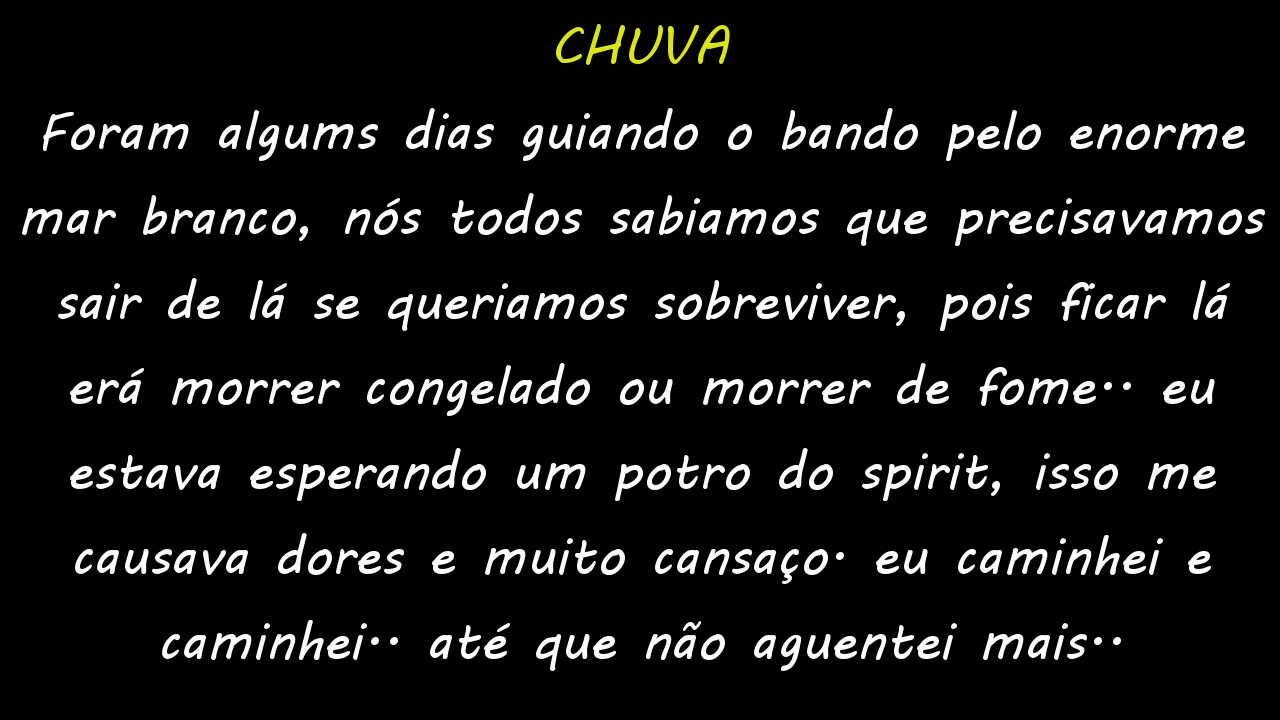 CHUVA
Foram algums dias guiando o bando pelo enorme
mar branco, nós todos sabiamos que precisavamos
sair de lá se queriamos sobreviver, pois ficar lá
erá morrer congelado ou morrer de fome.. eu
estava esperando um potro do spirit, isso me
causava dores e muito cansaço. eu caminhei e
caminhei.. até que não aguentei mais..